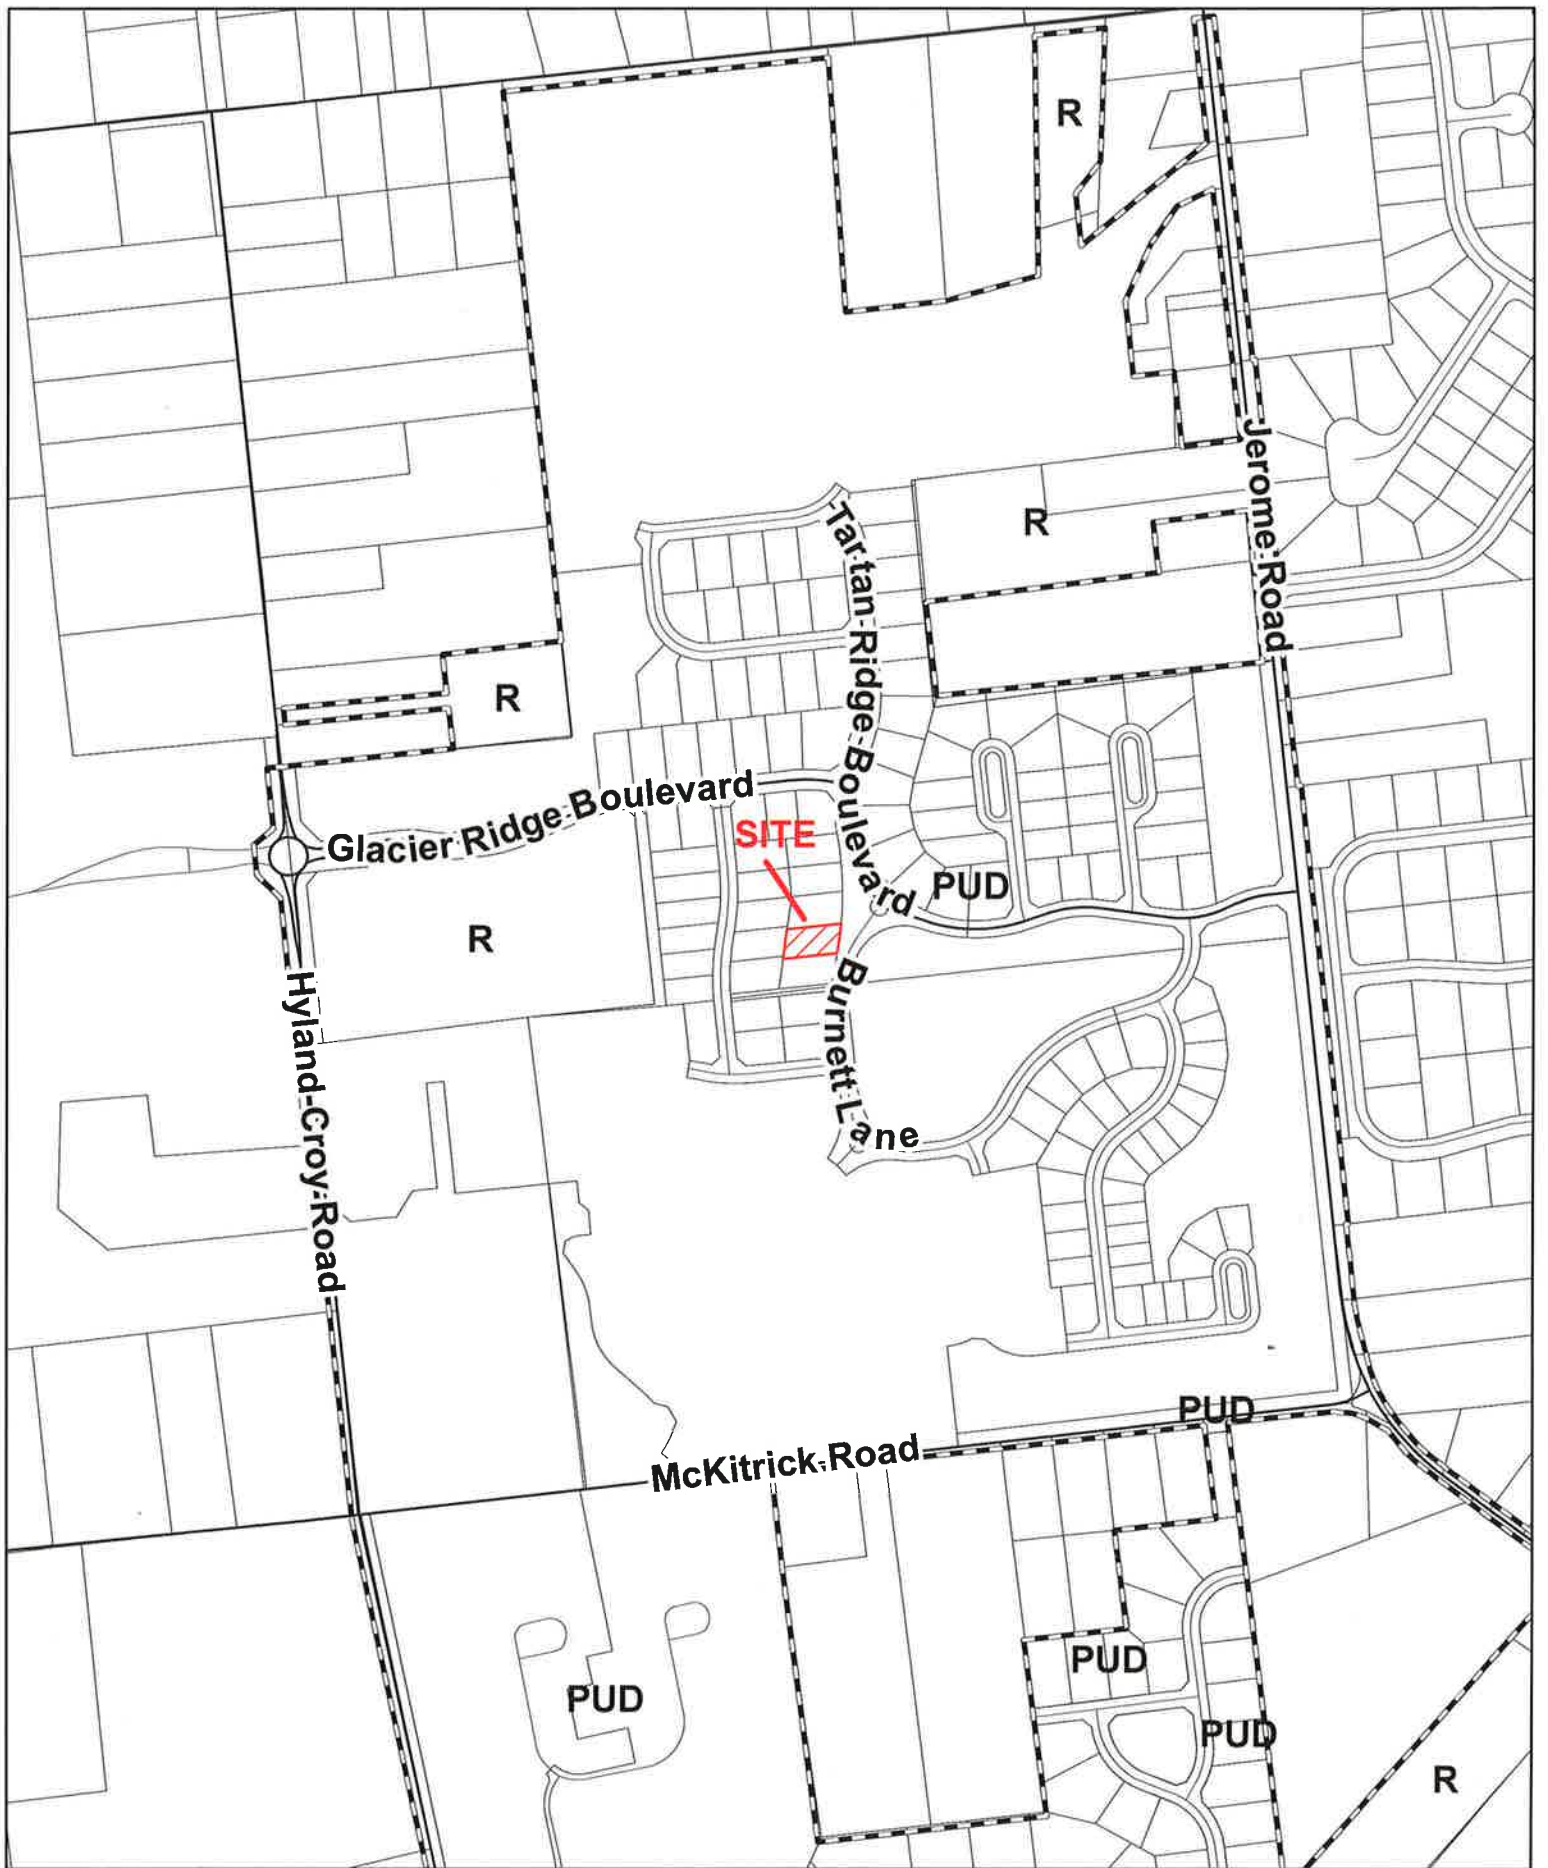 R
Jerome Road
R
Tartan Ridge Boulevard
R
Glacier Ridge Boulevard
SITE
PUD
R
Burnett Lane
Hyland-Croy Road
PUD
McKitrick Road
PUD
PUD
PUD
R